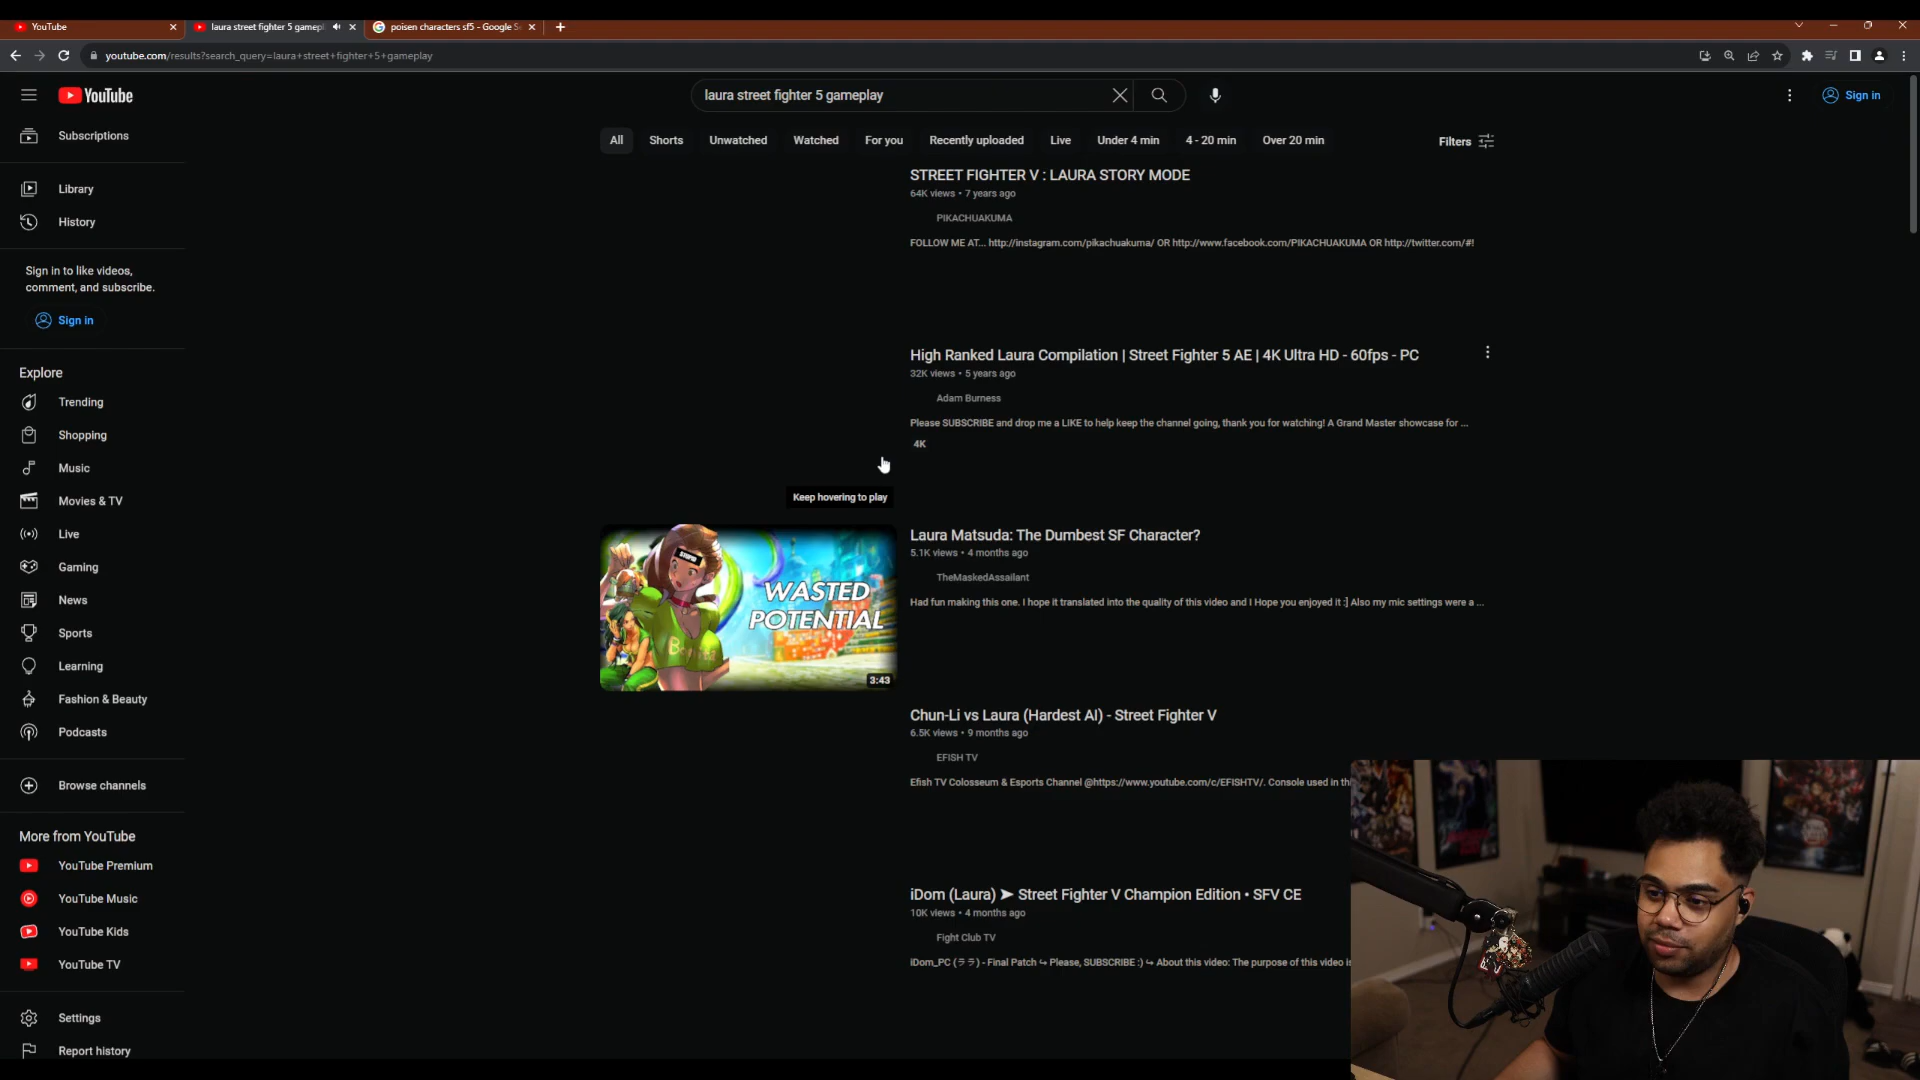 YouTube
laura street fighter 5 gamepl
poisen characters sf5 - Google S
youtube.com/results?search_query=laura+street+fighter+5+gameplay
YouTube
laura street fighter 5 gameplay
Sign in
Subscriptions
Library
History
Sign in to like videos,
comment, and subscribe.
Sign in
Explore
Trending
Shopping
Music
Movies & TV
Live
Gaming
News
Sports
Learning
Fashion & Beauty
Podcasts
Browse channels
More from YouTube
YouTube Premium
YouTube Music
YouTube Kids
YouTube TV
Settings
Report history
All Shorts Unwatched Watched For you Recently uploaded Live Under 4 min 4 - 20 min Over 20 min Filters
STREET FIGHTER V : LAURA STORY MODE
64K views • 7 years ago
PIKACHUAKUMA
FOLLOW ME AT... http://instagram.com/pikachuakuma/ OR http://www.facebook.com/PIKACHUAKUMA OR http://twitter.com/#!
High Ranked Laura Compilation | Street Fighter 5 AE | 4K Ultra HD - 60fps - PC
32K views • 5 years ago
Adam Burness
Please SUBSCRIBE and drop me a LIKE to help keep the channel going, thank you for watching! A Grand Master showcase for ...
4K
Keep hovering to play
STUPID
WASTED
POTENTIAL
3:43
Laura Matsuda: The Dumbest SF Character?
5.1K views • 4 months ago
TheMaskedAssailant
Had fun making this one. I hope it translated into the quality of this video and I Hope you enjoyed it :] Also my mic settings were a ...
Chun-Li vs Laura (Hardest AI) - Street Fighter V
6.5K views • 9 months ago
EFISH TV
Efish TV Colosseum & Esports Channel @https://www.youtube.com/c/EFISHTV/. Console used in th
iDom (Laura) ➤ Street Fighter V Champion Edition • SFV CE
10K views • 4 months ago
Fight Club TV
iDom_PC (ララ) - Final Patch ↪ Please, SUBSCRIBE :) ↪ About this video: The purpose of this video i